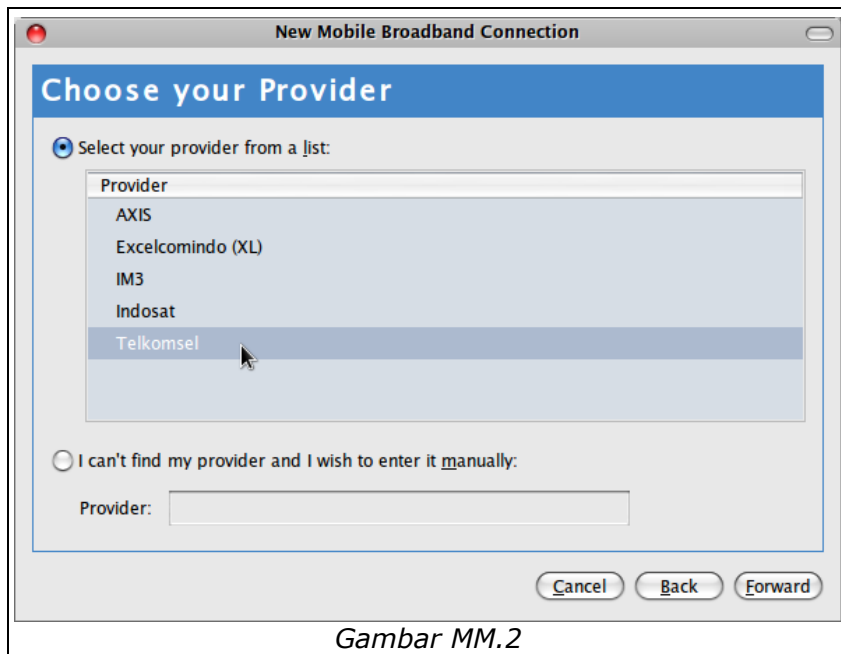 New Mobile Broadband Connection
Choose your Provider
Select your provider from a list:
Provider
AXIS
Excelcomindo (XL)
IM3
Indosat
Telkomsel
I can't find my provider and I wish to enter it manually:
Provider:
Cancel Back Forward
Gambar MM.2